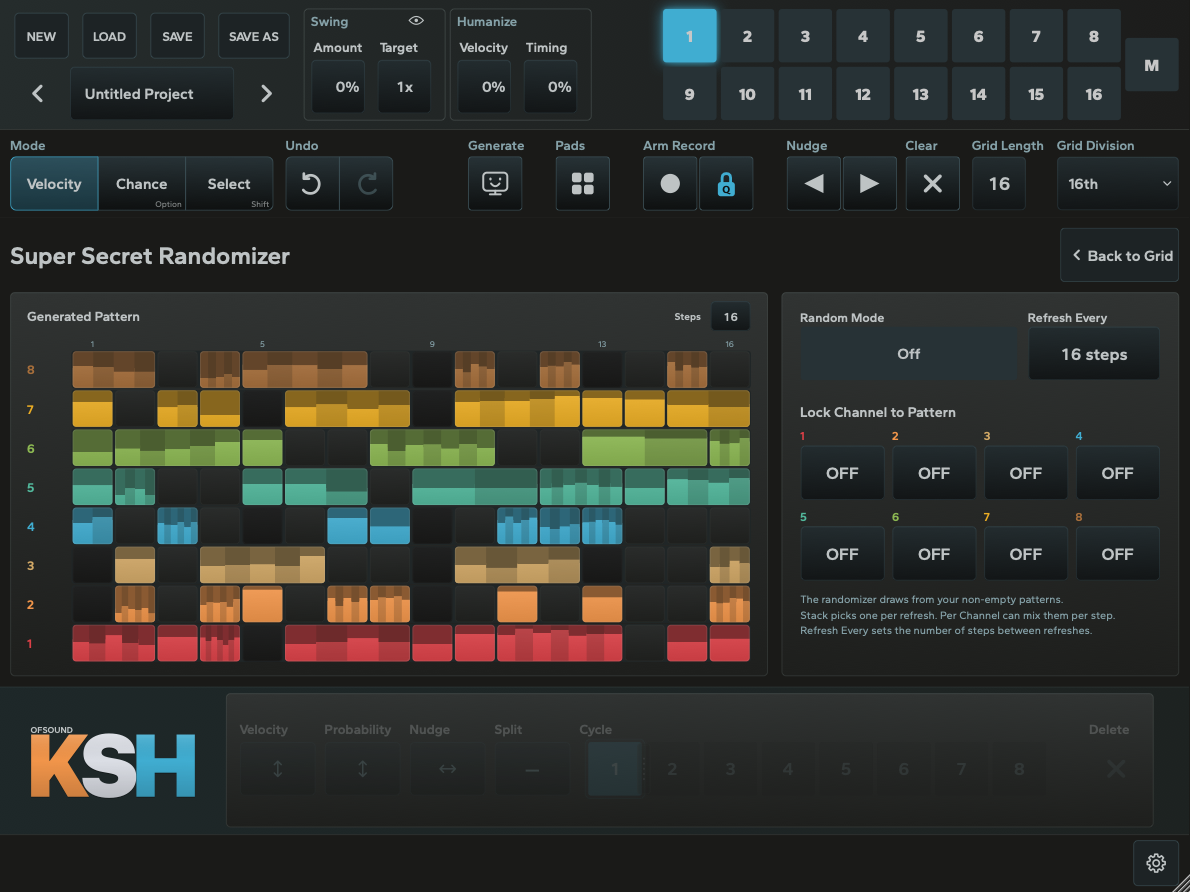 NEW LOAD SAVE SAVE AS
Untitled Project
Swing
Amount Target
0% 1x
Humanize
Velocity Timing
0% 0%
1 2 3 4 5 6 7 8
9 10 11 12 13 14 15 16
M
Mode Undo Generate Pads Arm Record Nudge Clear Grid Length Grid Division
Velocity Chance Select Q 16 16th
Option Shift
Super Secret Randomizer
Back to Grid
Generated Pattern Steps 16
1 5 9 13 16
8
7
6
5
4
3
2
1
Random Mode Refresh Every
Off 16 steps
Lock Channel to Pattern
1 2 3 4
OFF OFF OFF OFF
5 6 7 8
OFF OFF OFF OFF
The randomizer draws from your non-empty patterns.
Stack picks one per refresh. Per Channel can mix them per step.
Refresh Every sets the number of steps between refreshes.
OFSOUND
KSH
Velocity Probability Nudge Split Cycle Delete
1 2 3 4 5 6 7 8